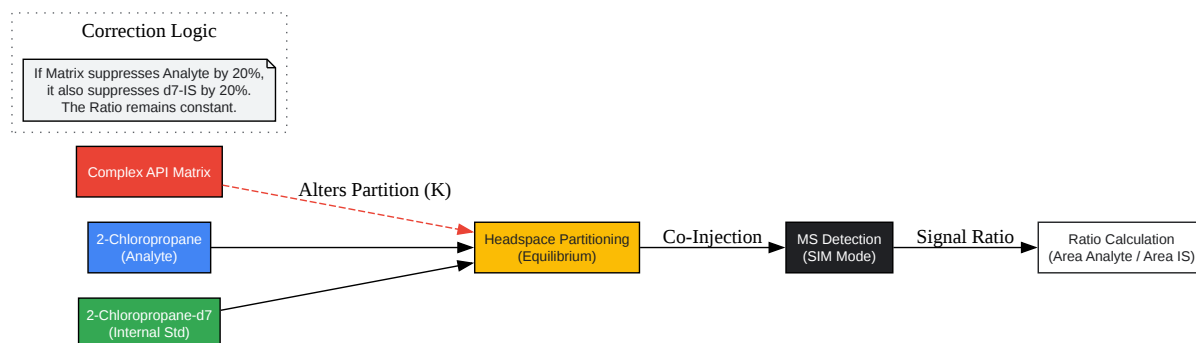 Correction Logic
If Matrix suppresses Analyte by 20%,
it also suppresses d7-IS by 20%.
The Ratio remains constant.
Complex API Matrix
Alters Partition (K)
2-Chloropropane
(Analyte)
2-Chloropropane-d7
(Internal Std)
Headspace Partitioning
(Equilibrium)
Co-Injection
MS Detection
(SIM Mode)
Signal Ratio
Ratio Calculation
(Area Analyte / Area IS)